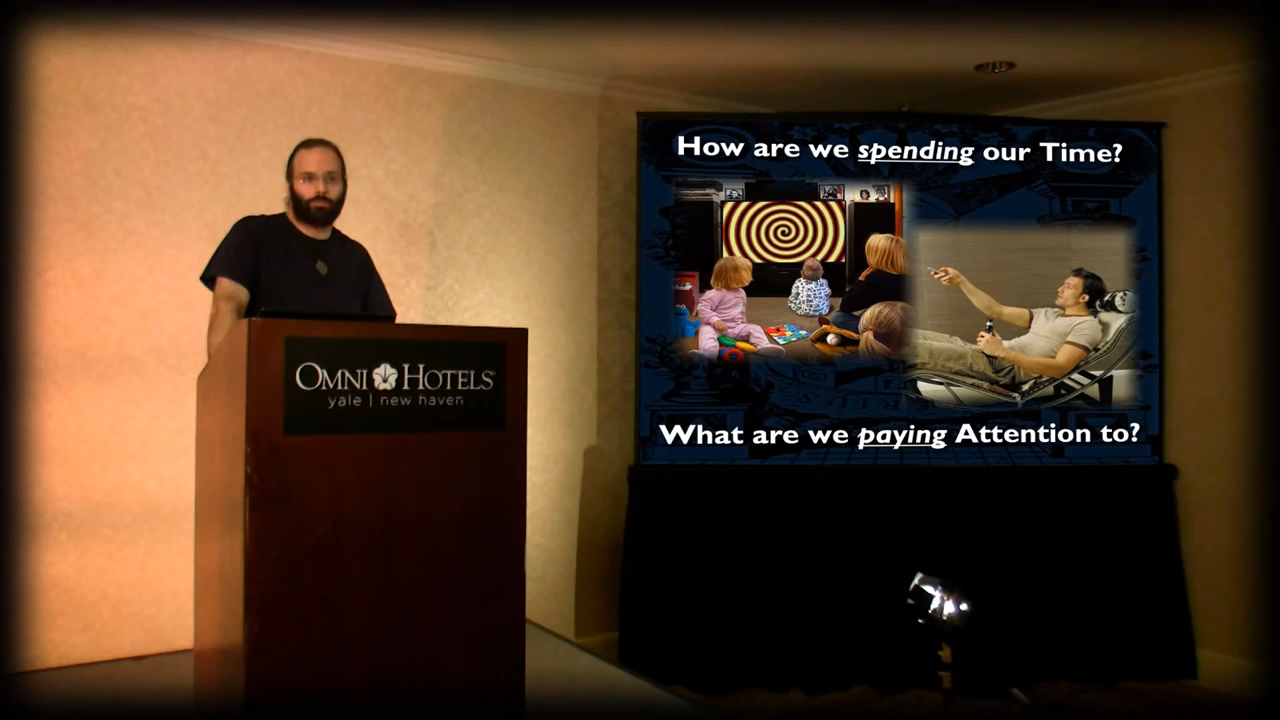 How are we spending our Time?
OMNI HOTELS
yale | new haven
What are we paying Attention to?